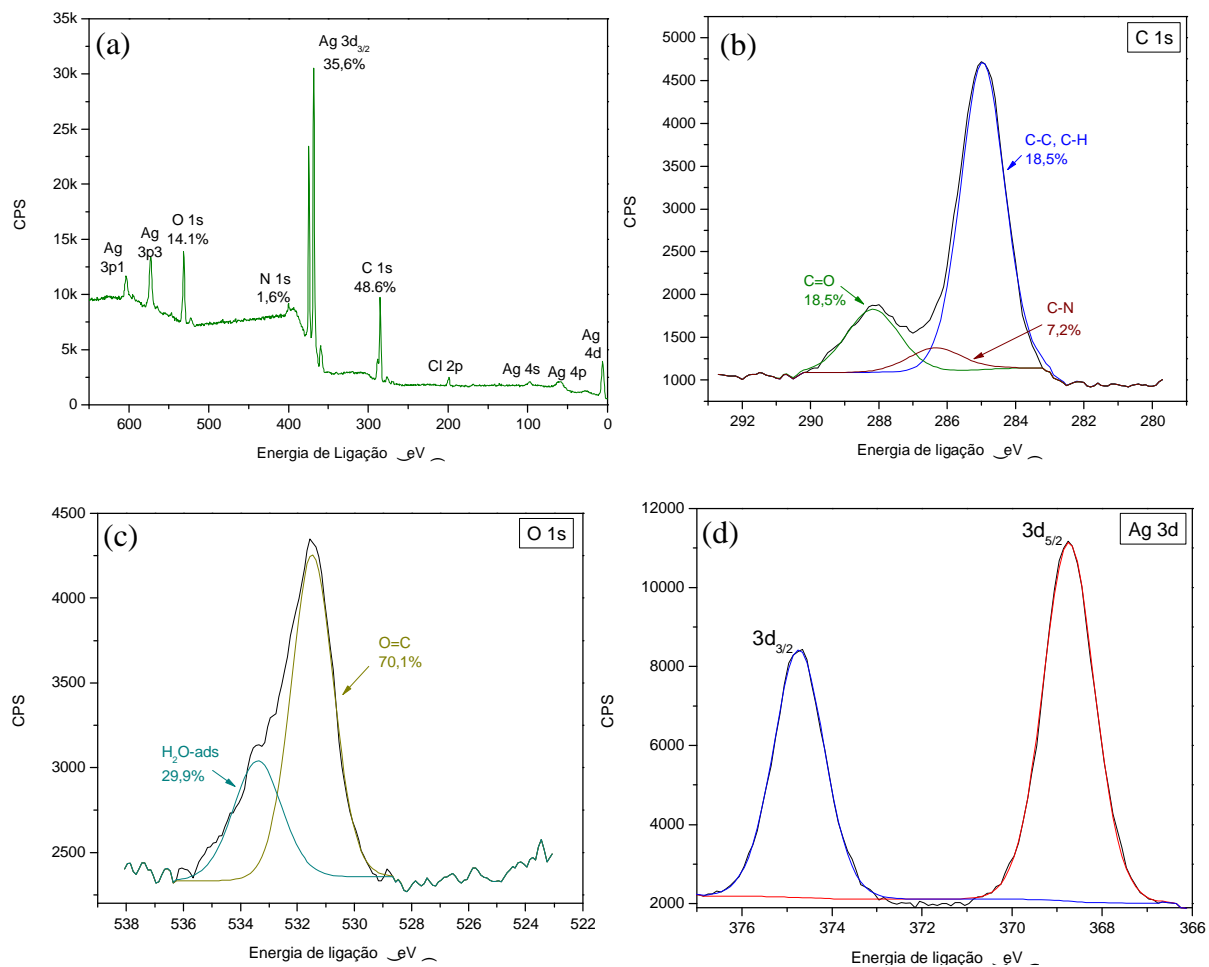 (a)
35k
30k
25k
20k
15k
10k
5k
0
CPS
Ag 3d3/2
35,6%
O 1s
14.1%
Ag
3p3
Ag
3p1
N 1s
1,6%
C 1s
48.6%
Cl 2p
Ag 4s
Ag 4p
Ag
4d
600 500 400 300 200 100 0
Energia de Ligação (eV)
(b)
C 1s
5000
4500
4000
3500
3000
2500
2000
1500
1000
CPS
C-C, C-H
18,5%
C=O
18,5%
C-N
7,2%
292 290 288 286 284 282 280
Energia de ligação (eV)
(c)
O 1s
4500
4000
3500
3000
2500
CPS
O=C
70,1%
H2O-ads
29,9%
538 536 534 532 530 528 526 524 522
Energia de ligação (eV)
(d)
Ag 3d
12000
10000
8000
6000
4000
2000
CPS
3d5/2
3d3/2
376 374 372 370 368 366
Energia de ligação (eV)